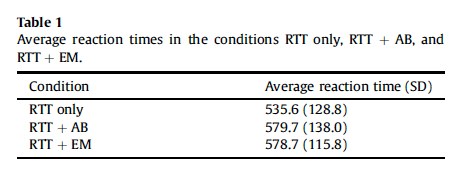 Table 1
Average reaction times in the conditions RTT only, RTT + AB, and
RTT + EM.
Condition Average reaction time (SD)
RTT only 535.6 (128.8)
RTT + AB 579.7 (138.0)
RTT + EM 578.7 (115.8)